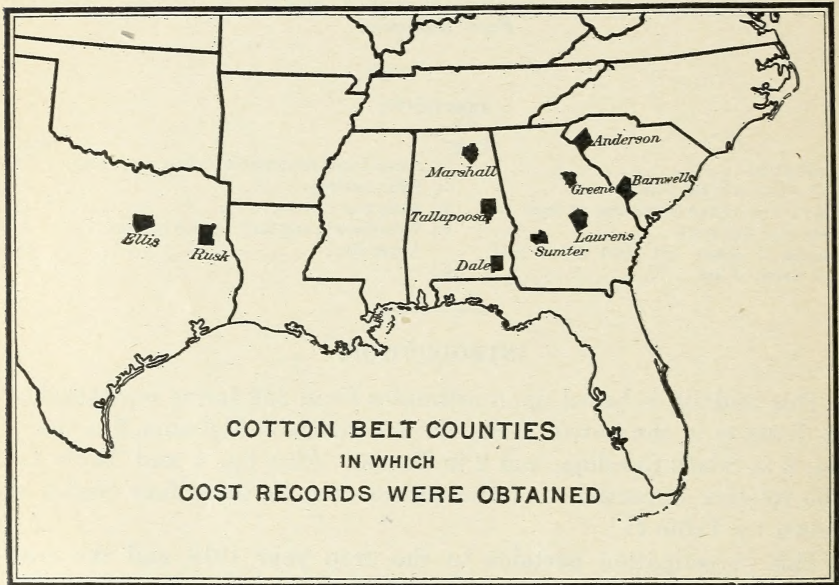 Anderson
Marshall
Greene
Barnwell
Tallapoosa
Ellis
Rusk
Laurens
Sumter
Dale
COTTON BELT COUNTIES
IN WHICH
COST RECORDS WERE OBTAINED